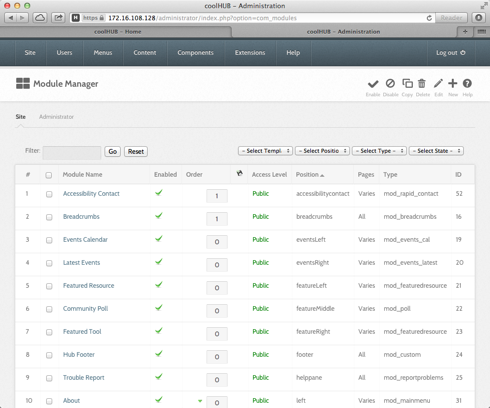 coolHUB – Administration
https 172.16.108.128/administrator/index.php?option=com_modules Reader
coolHUB – Home coolHUB – Administration
Site Users Menus Content Components Extensions Help Log out
Module Manager
Enable Disable Copy Delete Edit New Help
Site Administrator
Filter: Go Reset - Select Templ - Select Positio - Select Type - - Select State -
# Module Name Enabled Order Access Level Position Pages Type ID
1 Accessibility Contact 1 Public accessibilitycontact Varies mod_rapid_contact 52
2 Breadcrumbs 1 Public breadcrumbs All mod_breadcrumbs 16
3 Events Calendar 0 Public eventsLeft Varies mod_events_cal 19
4 Latest Events 0 Public eventsRight Varies mod_events_latest 20
5 Featured Resource 0 Public featureLeft Varies mod_featuredresource 21
6 Community Poll 0 Public featureMiddle Varies mod_poll 22
7 Featured Tool 0 Public featureRight Varies mod_featuredresource 23
8 Hub Footer 0 Public footer All mod_custom 24
9 Trouble Report 0 Public helppane All mod_reportproblems 25
10 About 0 Public left Varies mod_mainmenu 31